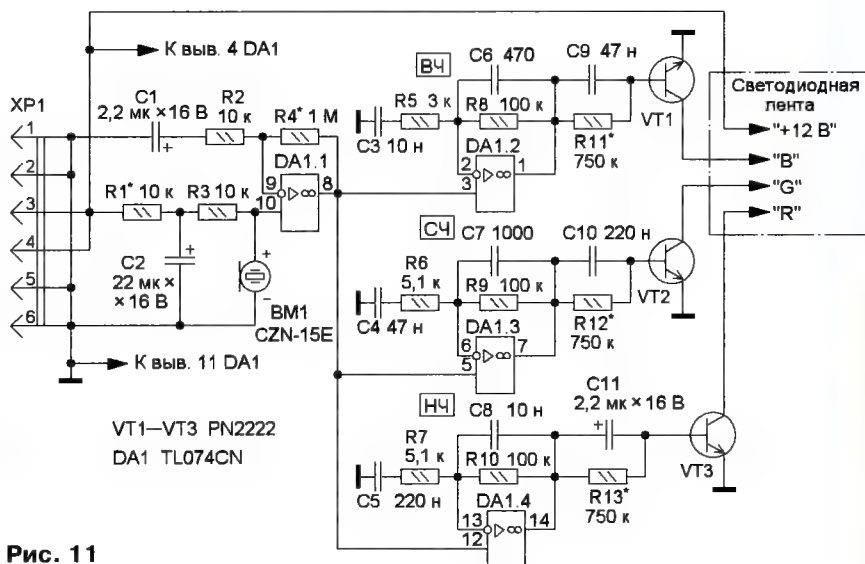 К выв. 4 DA1
XP1
1
2
3
4
5
6
C1
2,2 мк × 16 В
+
R2
10 к
R4* 1 М
DA1.1
9
10
8
▷ ∞
R1* 10 к
R3 10 к
C2
22 мк ×
× 16 В
+
+
−
BM1
CZN-15E
К выв. 11 DA1
VT1—VT3 PN2222
DA1 TL074CN
ВЧ
C6 470
C9 47 н
R5 3 к
R8 100 к
C3 10 н
DA1.2
2
3
1
▷ ∞
R11*
750 к
VT1
СЧ
C7 1000
C10 220 н
R6
5,1 к
R9 100 к
C4 47 н
DA1.3
6
5
7
▷ ∞
R12*
750 к
VT2
НЧ
C8 10 н
C11
2,2 мк × 16 В
+
R7
5,1 к
R10 100 к
C5
220 н
DA1.4
13
12
14
▷ ∞
R13*
750 к
VT3
Светодиодная
лента
"+12 В"
"B"
"G"
"R"
Рис. 11